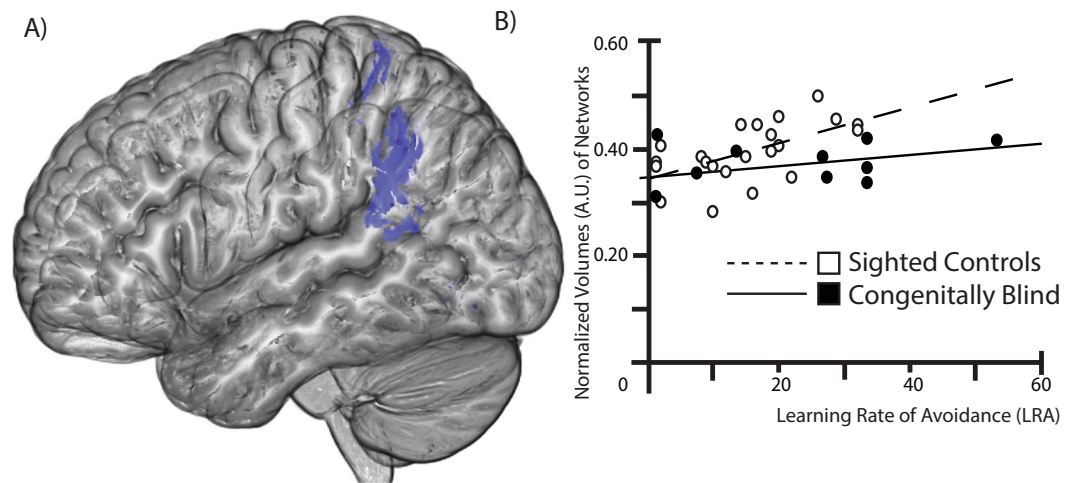 A)
B)
0.60
0.40
0.20
0
20
40
60
Normalized Volumes (A.U.) of Networks
Learning Rate of Avoidance (LRA)
Sighted Controls
Congenitally Blind